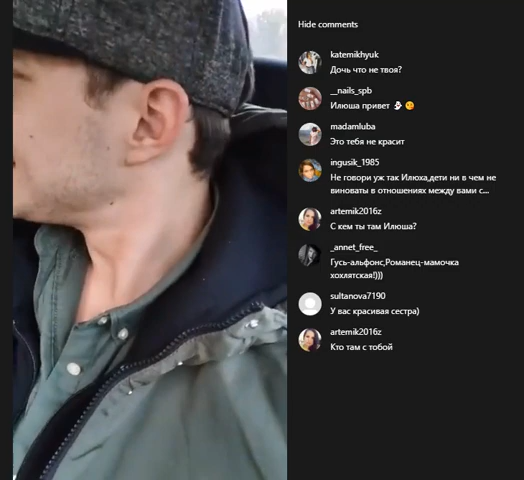 Hide comments
katemikhyuk
Дочь что не твоя?
__nails_spb
Илюша привет 👻 😘
madamluba
Это тебя не красит
ingusik_1985
Не говори уж так Илюха,дети ни в чем не
виноваты в отношениях между вами с...
artemik2016z
С кем ты там Илюша?
_annet_free_
Гусь-альфонс,Романец-мамочка
хохлятская!)))
sultanova7190
У вас красивая сестра)
artemik2016z
Кто там с тобой